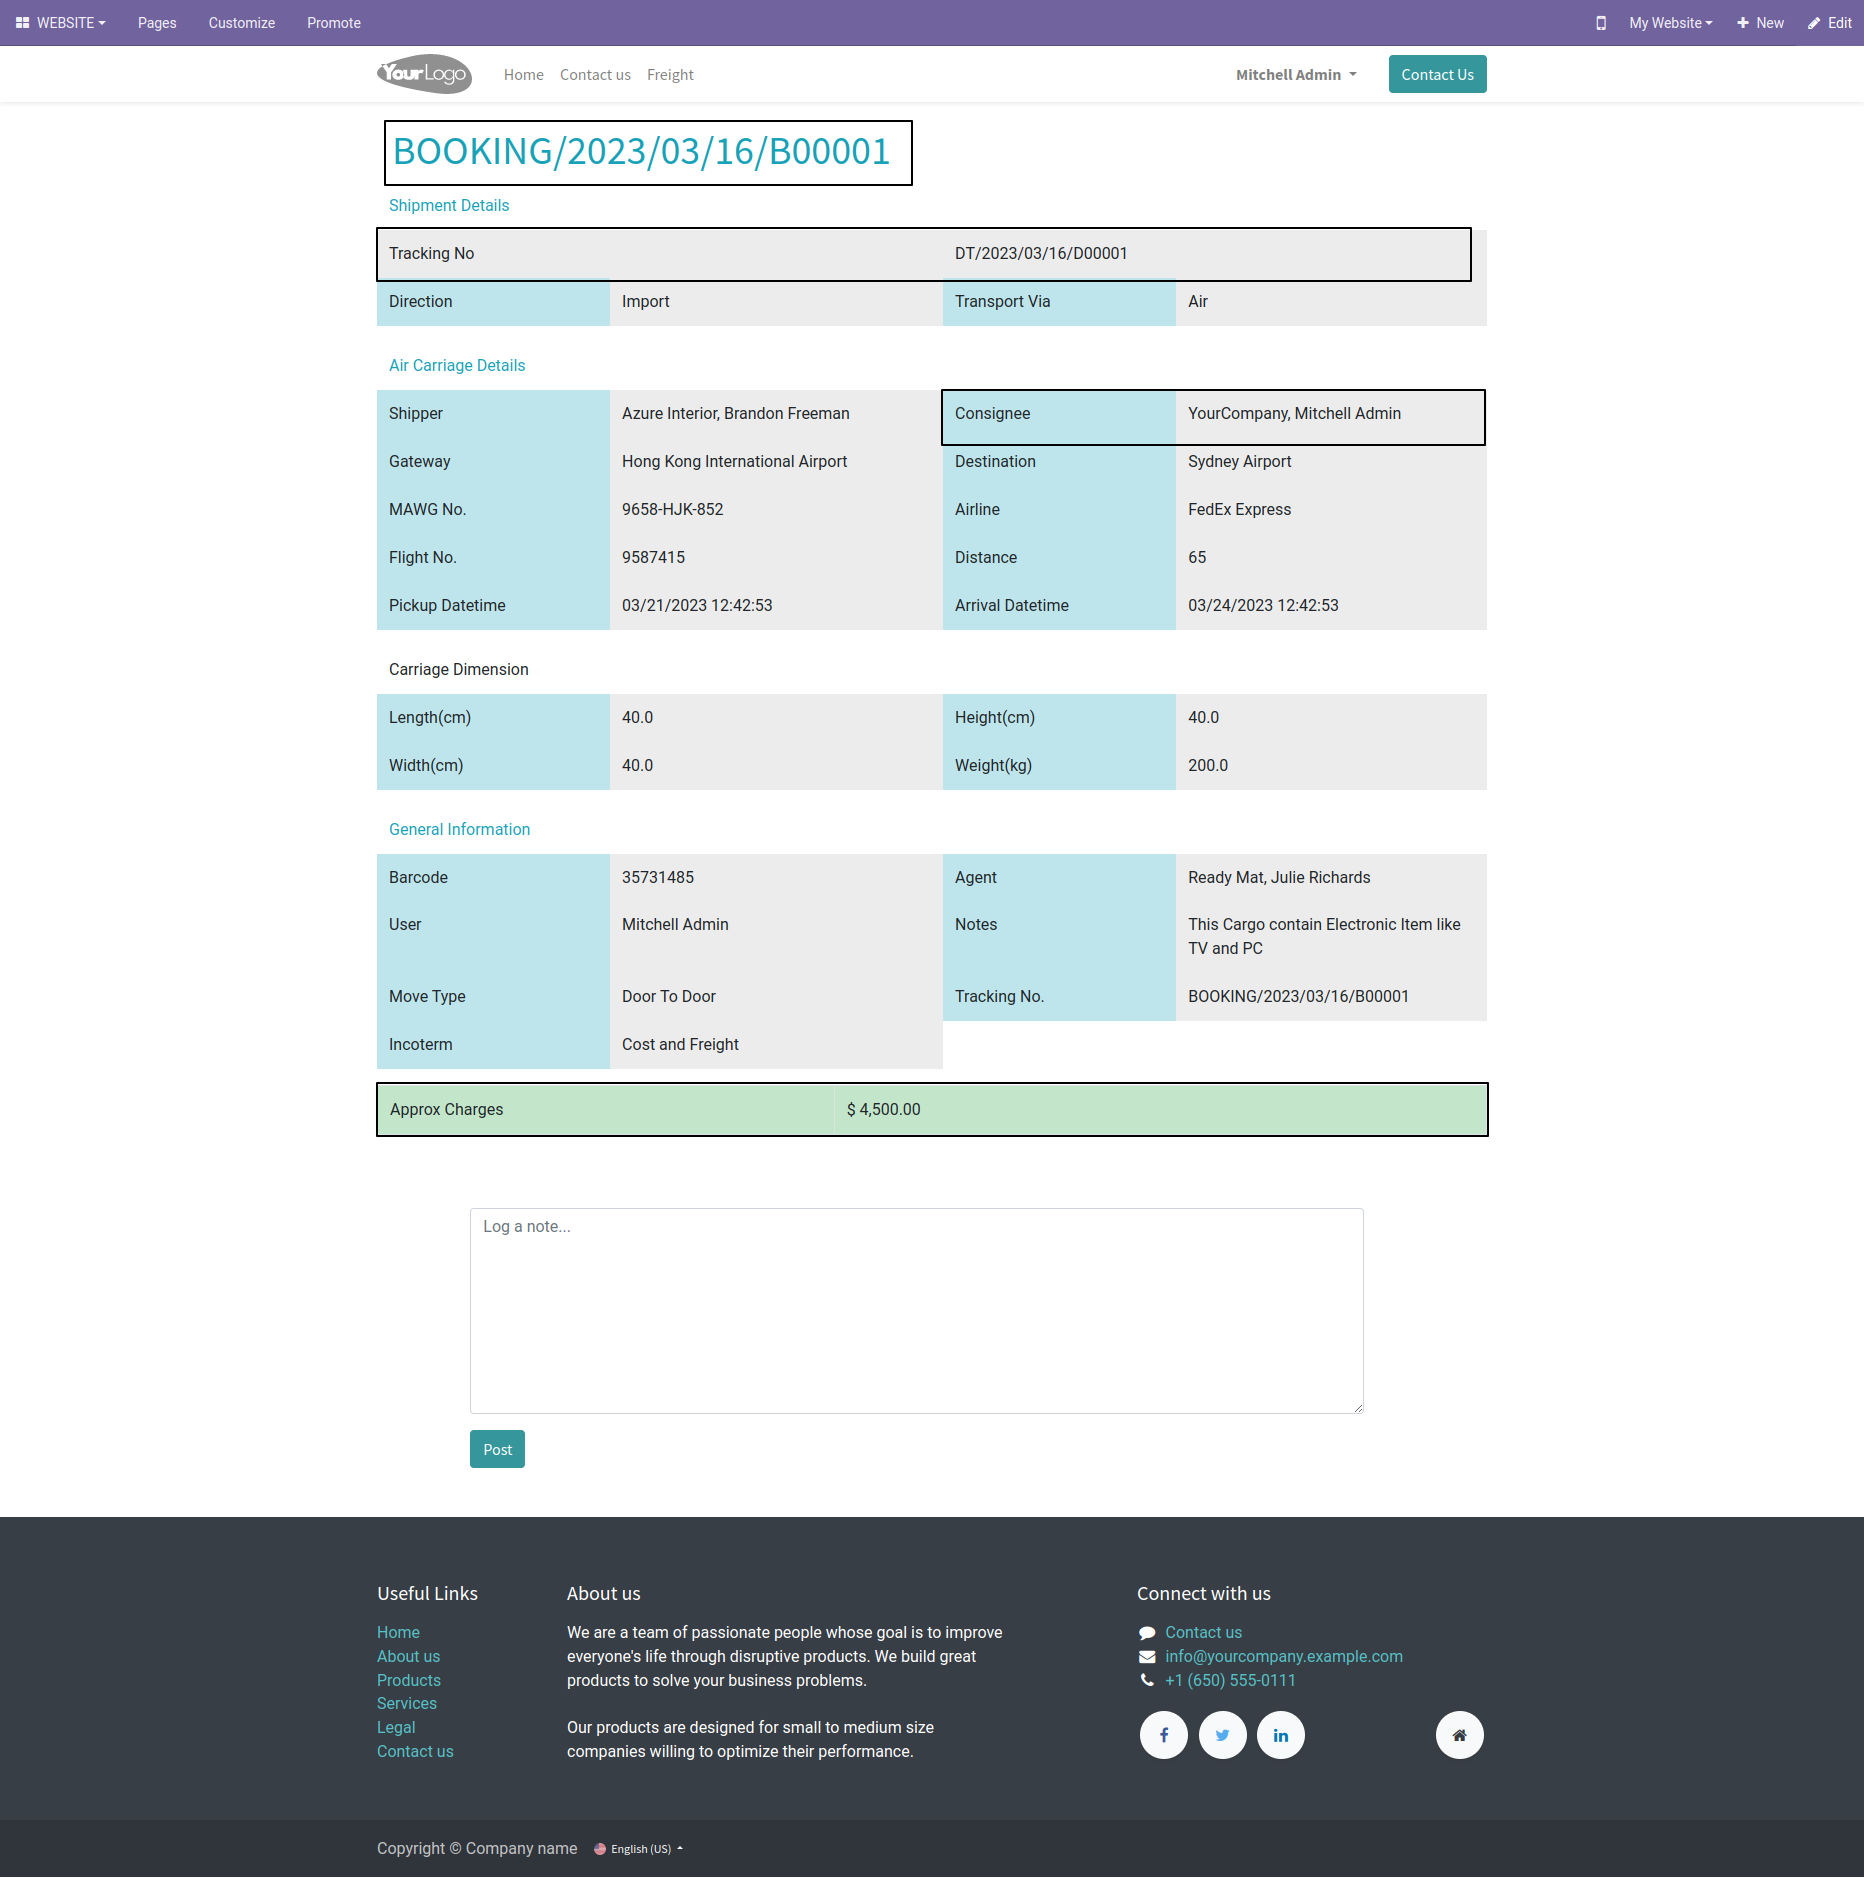 WEBSITE Pages Customize Promote My Website New Edit
YourLogo Home Contact us Freight Mitchell Admin Contact Us
BOOKING/2023/03/16/B00001
Shipment Details
Tracking No DT/2023/03/16/D00001
Direction Import Transport Via Air
Air Carriage Details
Shipper Azure Interior, Brandon Freeman Consignee YourCompany, Mitchell Admin
Gateway Hong Kong International Airport Destination Sydney Airport
MAWG No. 9658-HJK-852 Airline FedEx Express
Flight No. 9587415 Distance 65
Pickup Datetime 03/21/2023 12:42:53 Arrival Datetime 03/24/2023 12:42:53
Carriage Dimension
Length(cm) 40.0 Height(cm) 40.0
Width(cm) 40.0 Weight(kg) 200.0
General Information
Barcode 35731485 Agent Ready Mat, Julie Richards
User Mitchell Admin Notes This Cargo contain Electronic Item like
TV and PC
Move Type Door To Door Tracking No. BOOKING/2023/03/16/B00001
Incoterm Cost and Freight
Approx Charges $ 4,500.00
Log a note...
Post
Useful Links
Home
About us
Products
Services
Legal
Contact us
About us
We are a team of passionate people whose goal is to improve
everyone's life through disruptive products. We build great
products to solve your business problems.
Our products are designed for small to medium size
companies willing to optimize their performance.
Connect with us
Contact us
info@yourcompany.example.com
+1 (650) 555-0111
Copyright © Company name English (US)